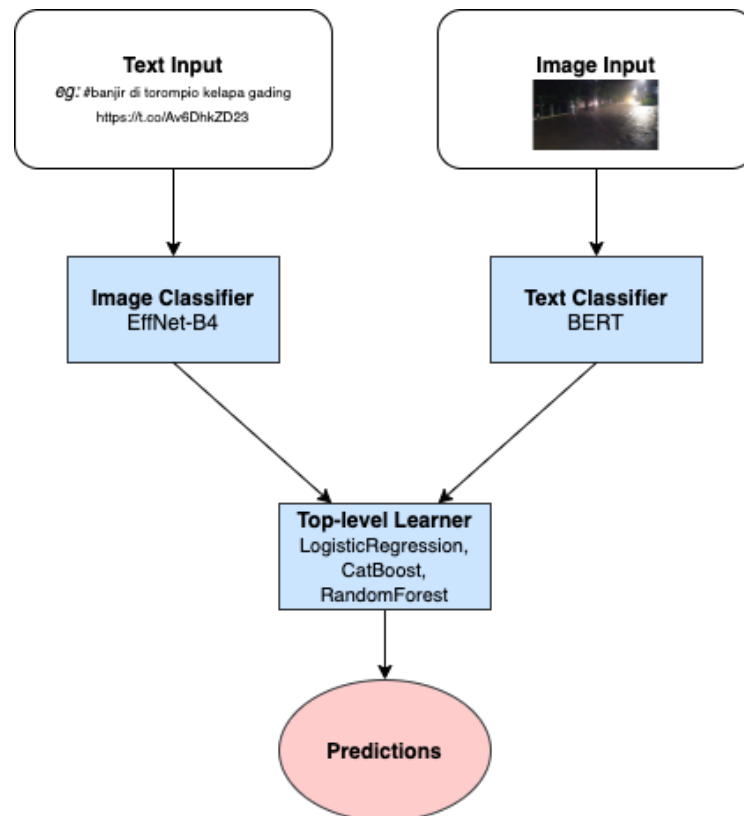 Text Input
eg: #banjir di torompio kelapa gading
https://t.co/Av6DhkZD23
Image Input
Image Classifier
EffNet-B4
Text Classifier
BERT
Top-level Learner
LogisticRegression,
CatBoost,
RandomForest
Predictions